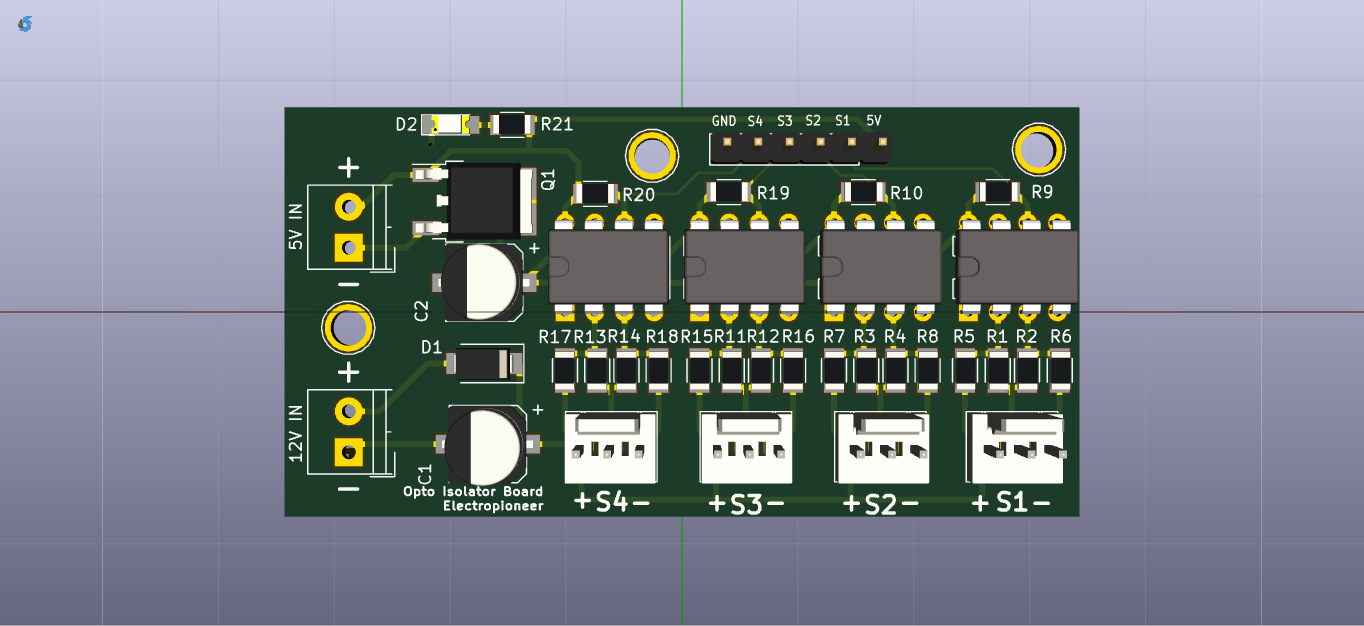 GND S4 S3 S2 S1 5V
D2 R21
+
Q1
R20 R19 R10 R9
5V IN
+
−
C2
R17 R13 R14 R18 R15 R11 R12 R16 R7 R3 R4 R8 R5 R1 R2 R6
D1
+
12V IN
+
−
C1
Opto Isolator Board
Electropioneer
+S4- +S3- +S2- +S1-